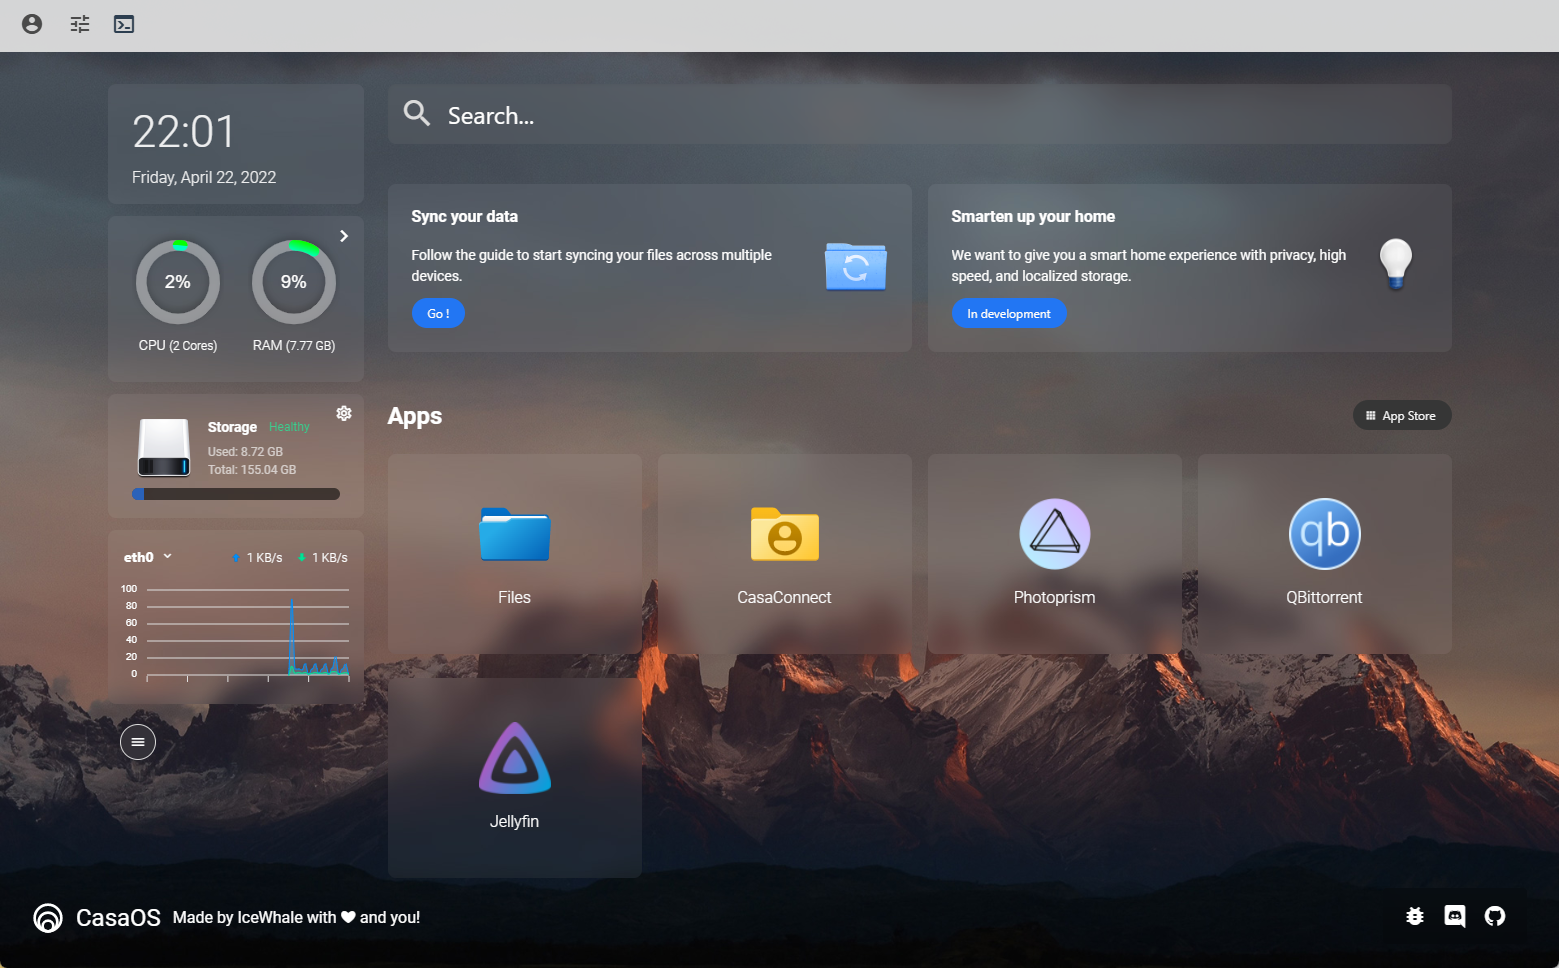 22:01
Friday, April 22, 2022
2%
9%
CPU (2 Cores)
RAM (7.77 GB)
Storage Healthy
Used: 8.72 GB
Total: 155.04 GB
eth0
1 KB/s
1 KB/s
100
80
60
40
20
0
Search...
Sync your data
Follow the guide to start syncing your files across multiple
devices.
Go !
Smarten up your home
We want to give you a smart home experience with privacy, high
speed, and localized storage.
In development
Apps
App Store
Files
CasaConnect
Photoprism
qb
QBittorrent
Jellyfin
CasaOS
Made by IceWhale with ♥ and you!